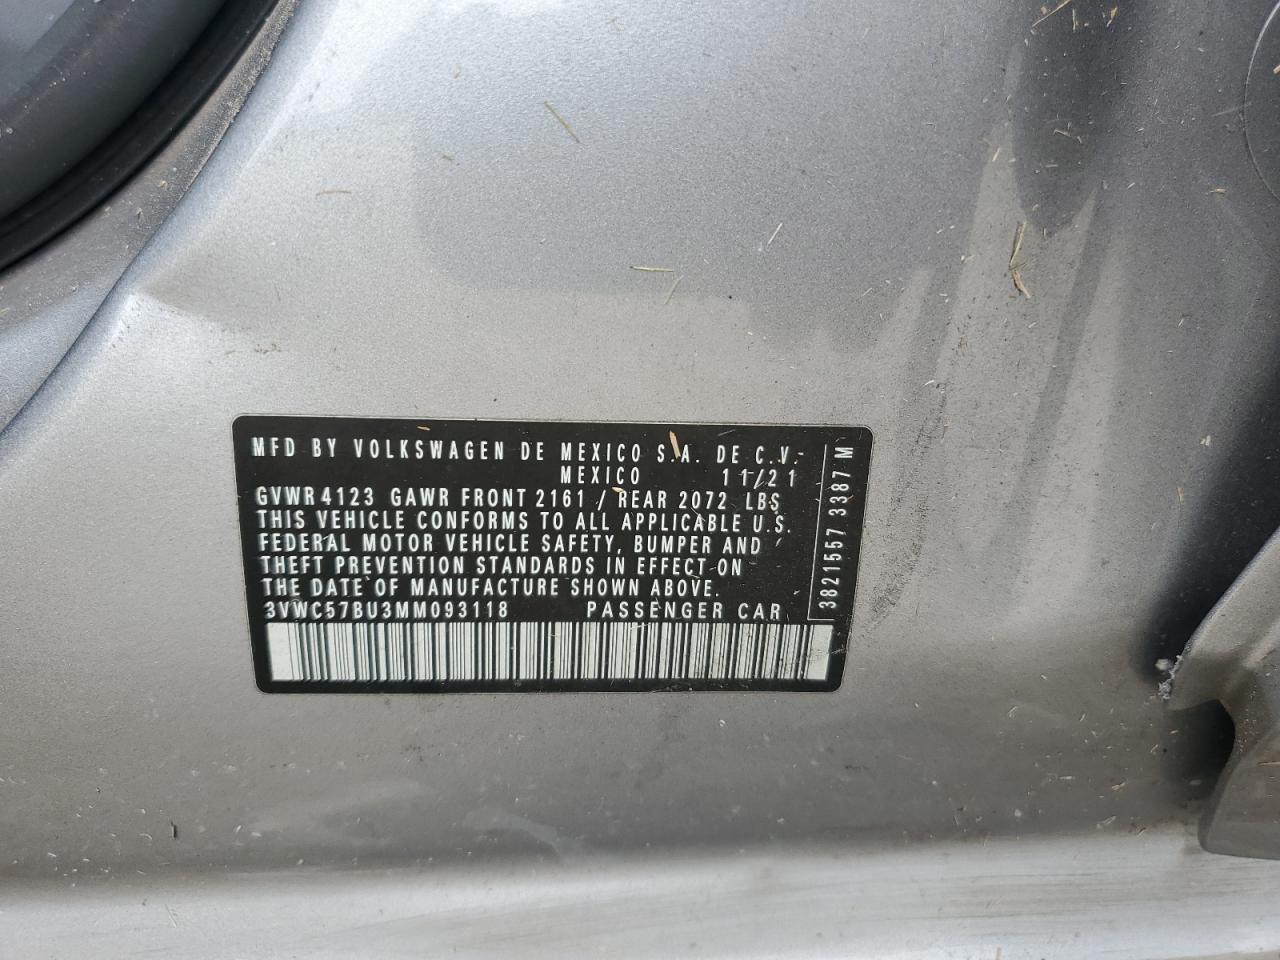 MFD BY VOLKSWAGEN DE MEXICO S.A. DE C.V.-
MEXICO 11/21
GVWR 4123 GAWR FRONT 2161 / REAR 2072 LBS
THIS VEHICLE CONFORMS TO ALL APPLICABLE U.S.
FEDERAL MOTOR VEHICLE SAFETY, BUMPER AND
THEFT PREVENTION STANDARDS IN EFFECT ON
THE DATE OF MANUFACTURE SHOWN ABOVE.
3VWC57BU3MM093118 PASSENGER CAR
3821557 3387 M